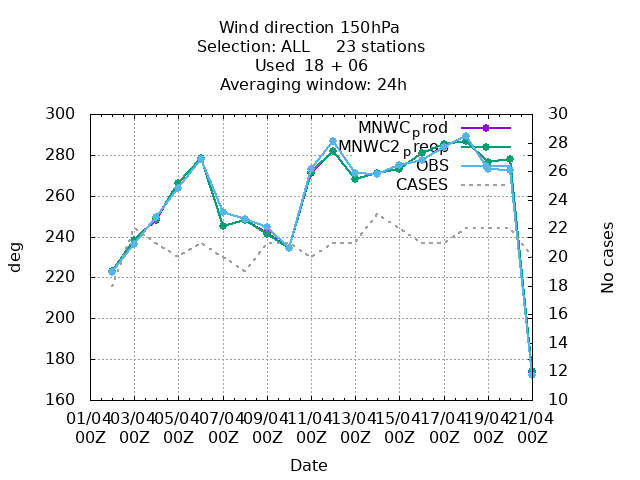 Wind direction 150hPa
Selection: ALL 23 stations
Used 18 + 06
Averaging window: 24h
300 30
MNWCprod 28
280 MNWC2preop 26
OBS
260 CASES 24
240 22
deg No cases
220 20
18
200 16
180 14
12
160 10
01/04 03/04 05/04 07/04 09/04 11/04 13/04 15/04 17/04 19/04 21/04
00Z 00Z 00Z 00Z 00Z 00Z 00Z 00Z 00Z 00Z 00Z
Date